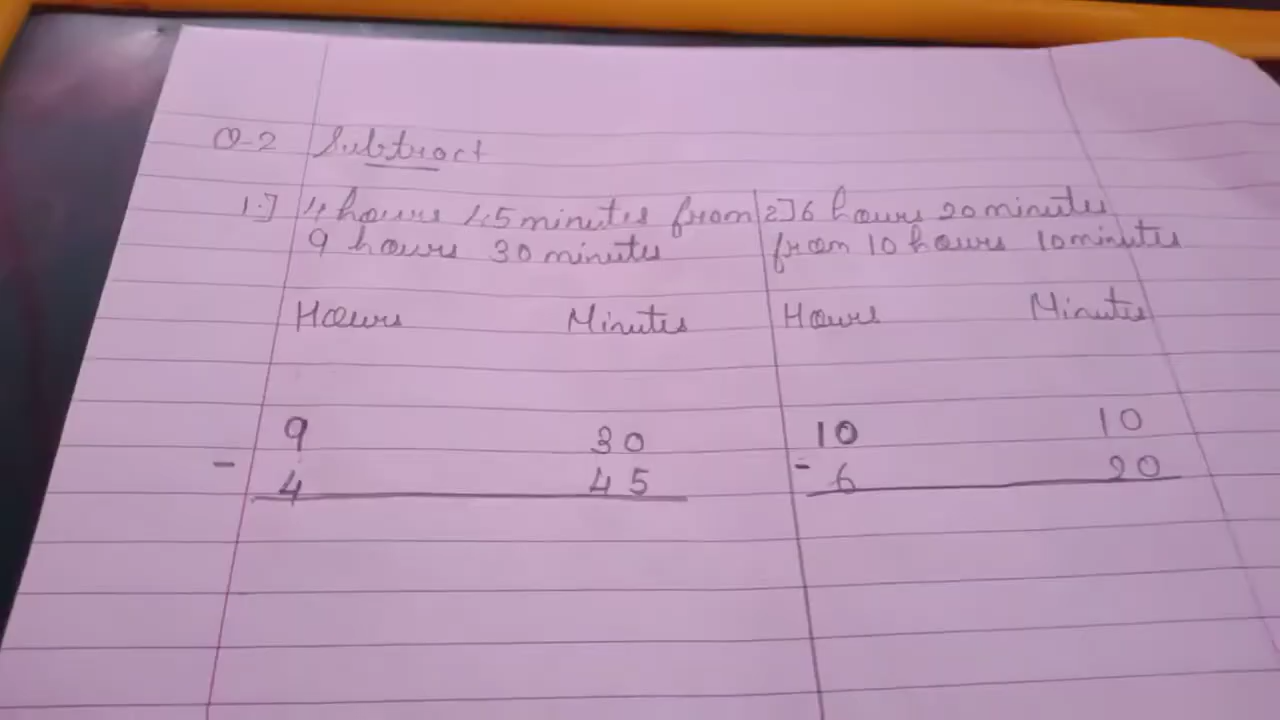 Q-2 Subtract
1.] 4 hours 45 minutes from
9 hours 30 minutes
Hours Minutes
9 30
- 4 45
2] 6 hours 20 minutes
from 10 hours 10 minutes
Hours Minutes
10 10
- 6 20